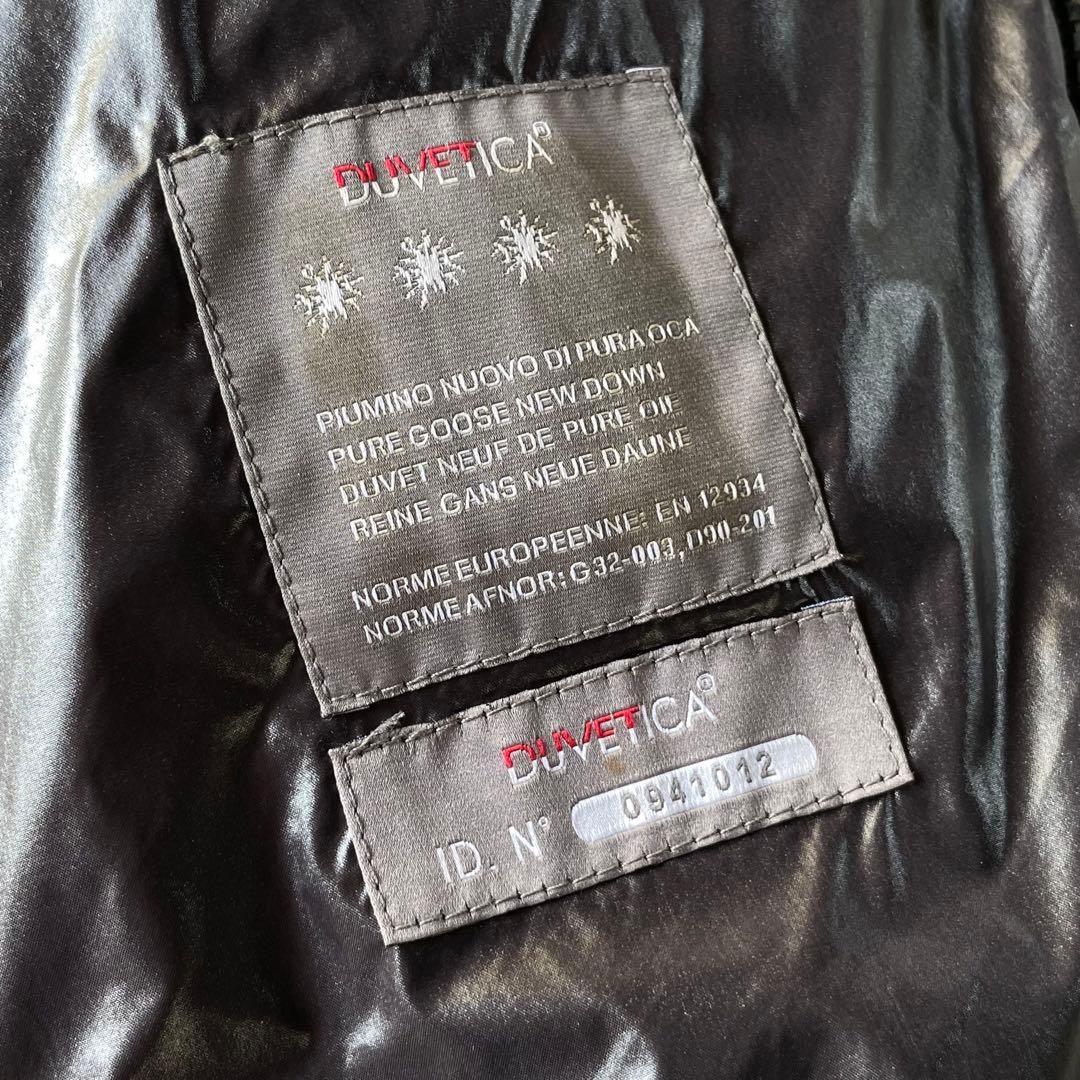 DUVETICA®
PIUMINO NUOVO DI PURA OCA
PURE GOOSE NEW DOWN
DUVET NEUF DE PURE OIE
REINE GANS NEUE DAUNE
NORME EUROPEENNE: EN 12934
NORME AFNOR: G32-003, D90-201
DUVETICA®
ID. N° 0941012